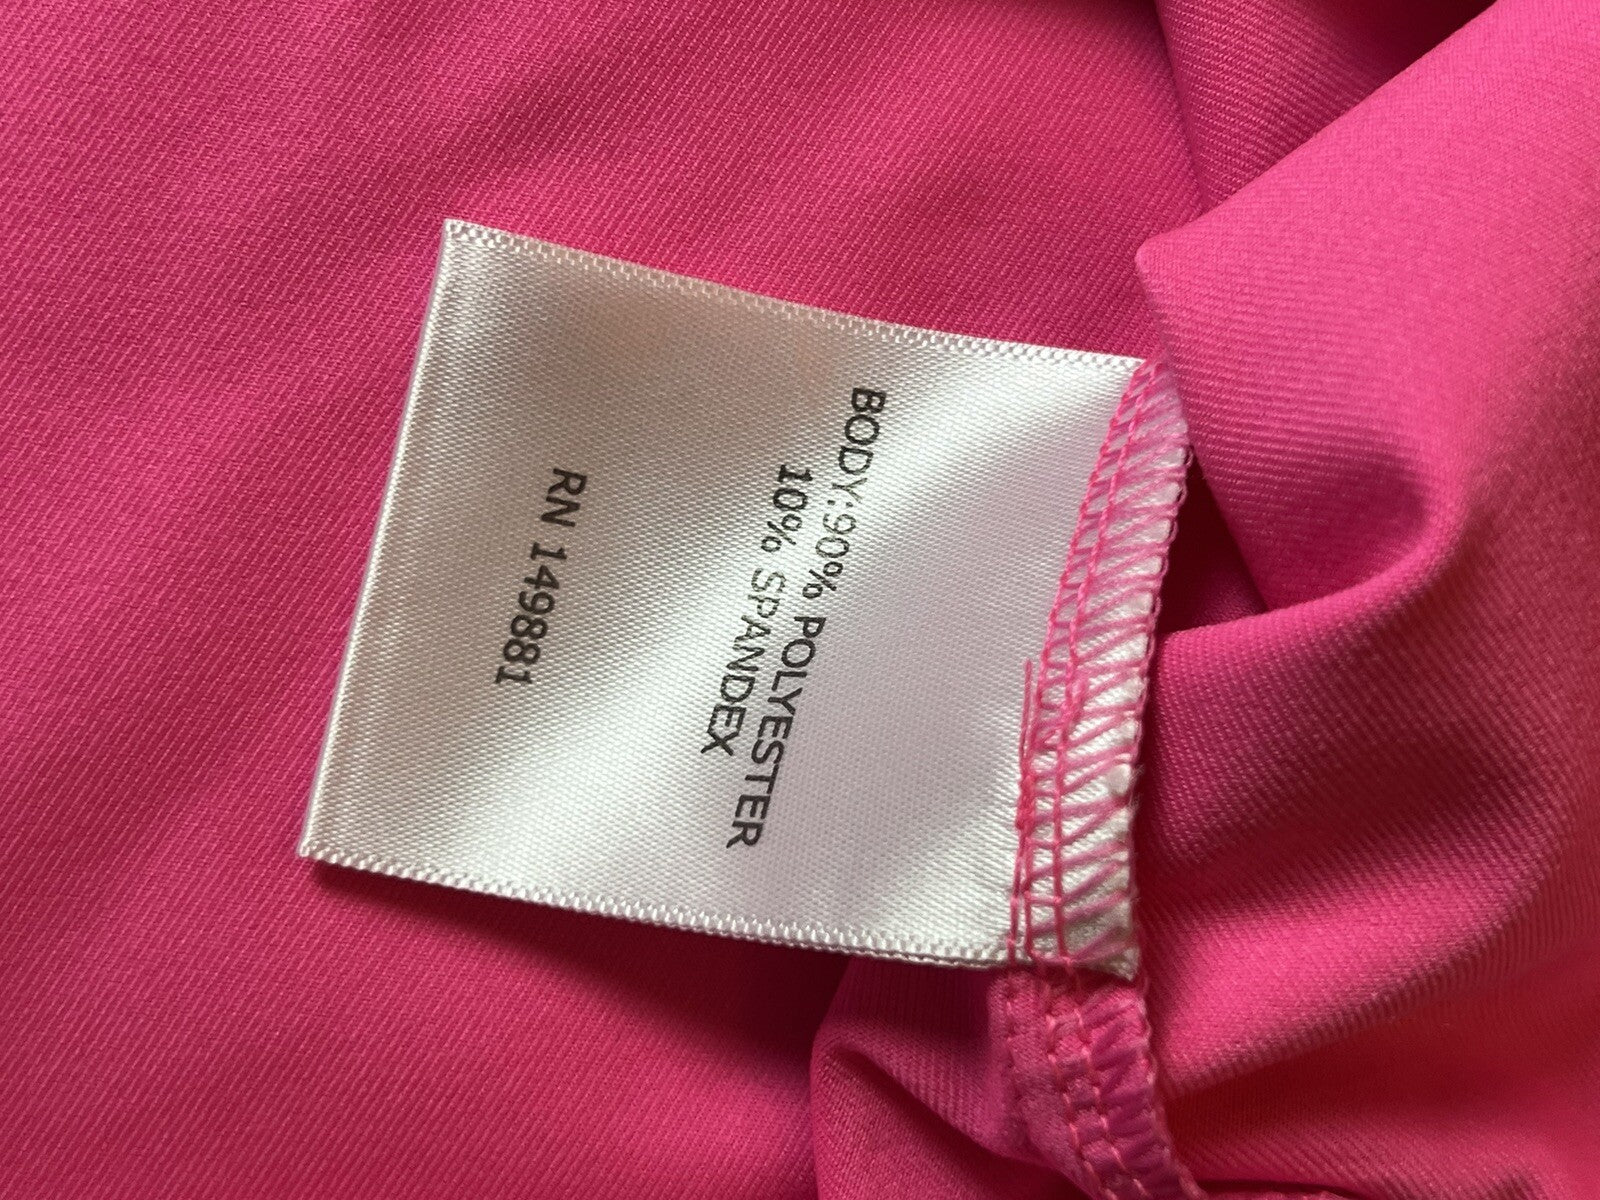 BODY:90% POLYESTER
10% SPANDEX
RN 149881